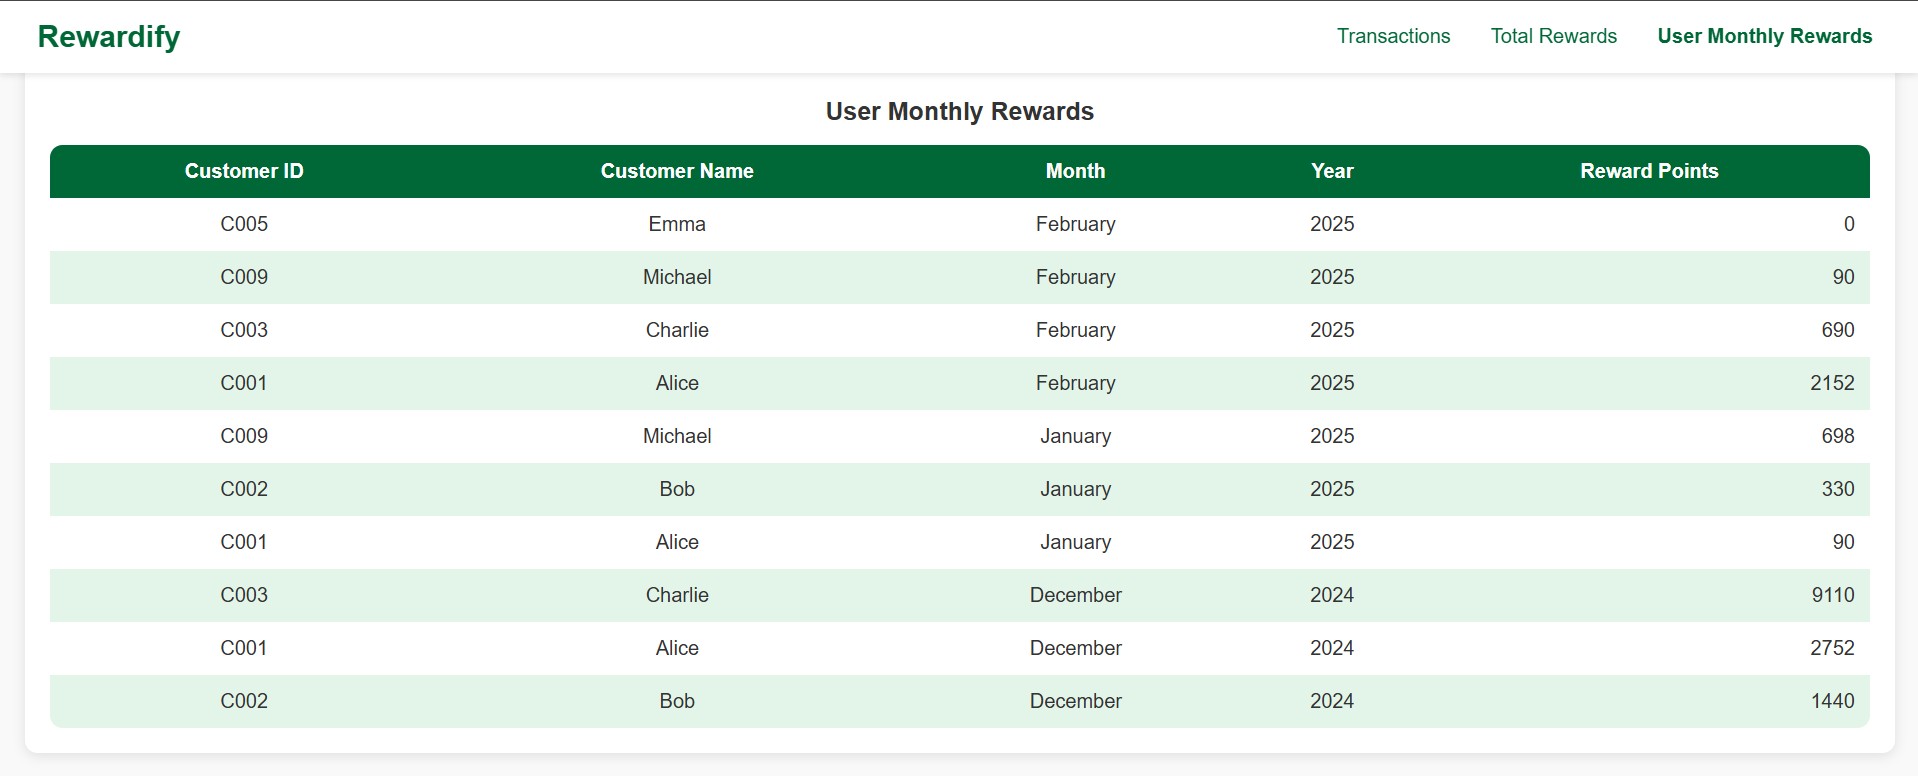 Rewardify Transactions Total Rewards User Monthly Rewards
User Monthly Rewards
Customer ID Customer Name Month Year Reward Points
C005 Emma February 2025 0
C009 Michael February 2025 90
C003 Charlie February 2025 690
C001 Alice February 2025 2152
C009 Michael January 2025 698
C002 Bob January 2025 330
C001 Alice January 2025 90
C003 Charlie December 2024 9110
C001 Alice December 2024 2752
C002 Bob December 2024 1440